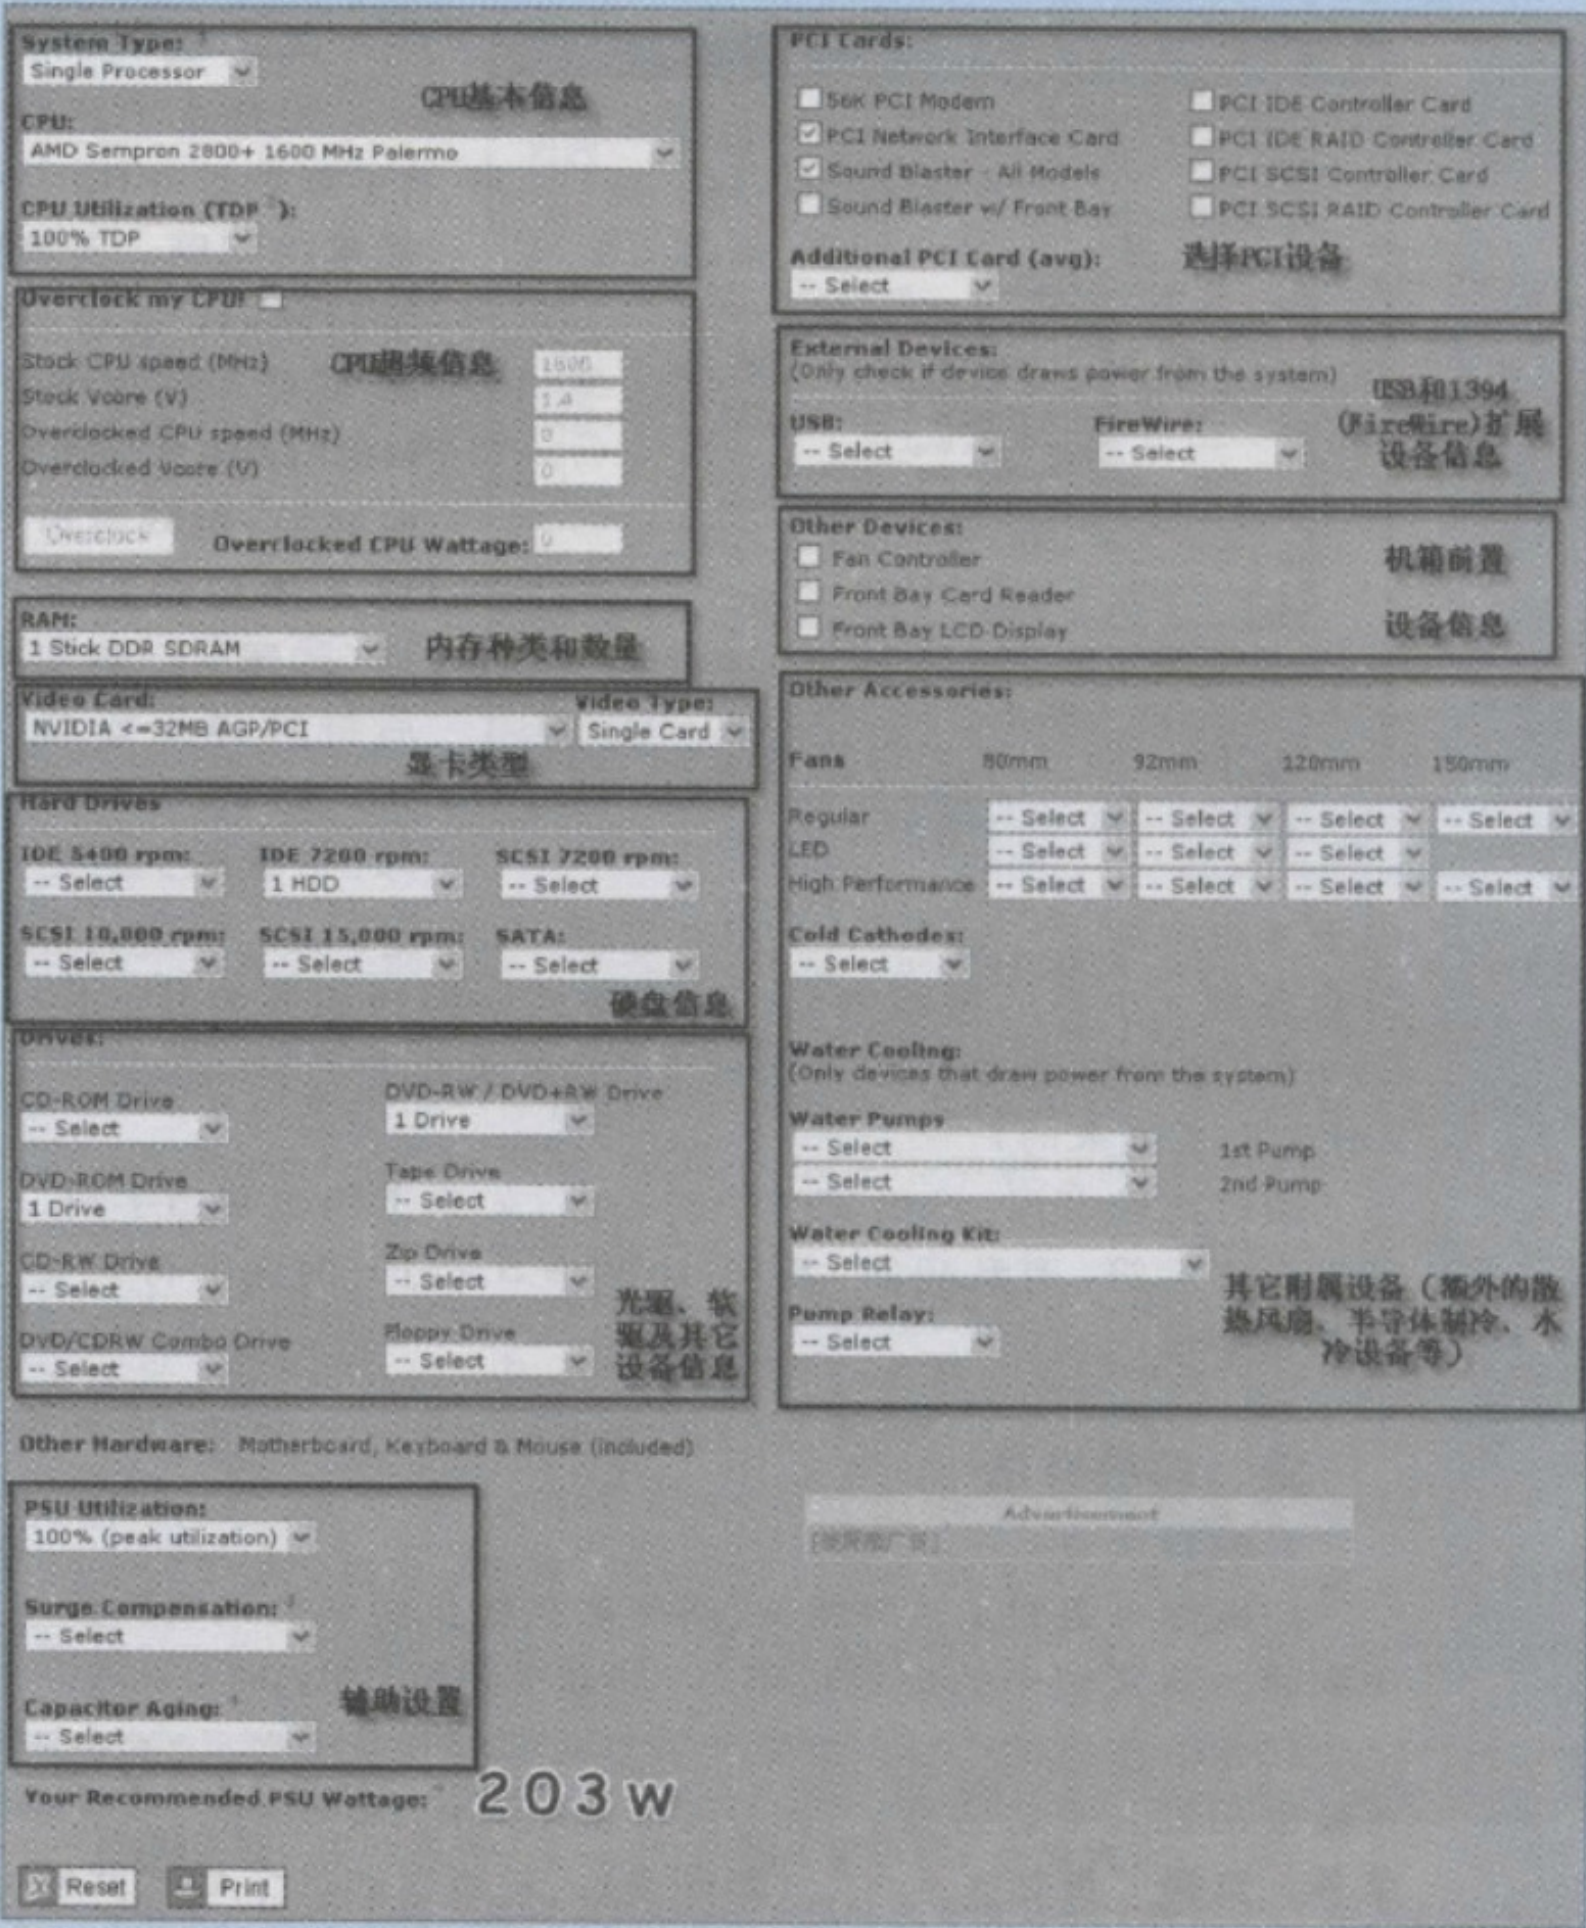 System Type:
Single Processor
CPU基本信息
CPU:
AMD Sempron 2800+ 1600 MHz Palermo
CPU Utilization (TDP ):
100% TDP
Overclock my CPU!
Stock CPU speed (MHz)
CPU超频信息
1600
Stock Vcore (V)
1.4
Overclocked CPU speed (MHz)
0
Overclocked Vcore (V)
0
Overclock
Overclocked CPU Wattage:
0
RAM:
1 Stick DDR SDRAM
内存种类和数量
Video Card:
Video Type:
NVIDIA <=32MB AGP/PCI
Single Card
显卡类型
Hard Drives
IDE 5400 rpm:
IDE 7200 rpm:
SCSI 7200 rpm:
-- Select
1 HDD
-- Select
SCSI 10,000 rpm:
SCSI 15,000 rpm:
SATA:
-- Select
-- Select
-- Select
硬盘信息
Drives:
CD-ROM Drive
DVD-RW / DVD+RW Drive
-- Select
1 Drive
DVD-ROM Drive
Tape Drive
1 Drive
-- Select
CD-RW Drive
Zip Drive
-- Select
-- Select
DVD/CDRW Combo Drive
Floppy Drive
-- Select
-- Select
光驱、软
驱及其它
设备信息
Other Hardware: Motherboard, Keyboard & Mouse (included)
PSU Utilization:
100% (peak utilization)
Surge Compensation:
-- Select
Capacitor Aging:
-- Select
辅助设置
Your Recommended PSU Wattage:
203W
Reset
Print
PCI Cards:
56K PCI Modem
PCI IDE Controller Card
PCI Network Interface Card
PCI IDE RAID Controller Card
Sound Blaster - All Models
PCI SCSI Controller Card
Sound Blaster w/ Front Bay
PCI SCSI RAID Controller Card
Additional PCI Card (avg):
选择PCI设备
-- Select
External Devices:
(Only check if device draws power from the system)
USB:
FireWire:
-- Select
-- Select
USB和1394
(FireWire)扩展
设备信息
Other Devices:
Fan Controller
Front Bay Card Reader
Front Bay LCD Display
机箱前置
设备信息
Other Accessories:
Fans 80mm 92mm 120mm 150mm
Regular -- Select -- Select -- Select -- Select
LED -- Select -- Select -- Select
High Performance -- Select -- Select -- Select -- Select
Cold Cathodes:
-- Select
Water Cooling:
(Only devices that draw power from the system)
Water Pumps
-- Select 1st Pump
-- Select 2nd Pump
Water Cooling Kit:
-- Select
Pump Relay:
-- Select
其它附属设备（额外的散
热风扇、半导体制冷、水
冷设备等）
Advertisement